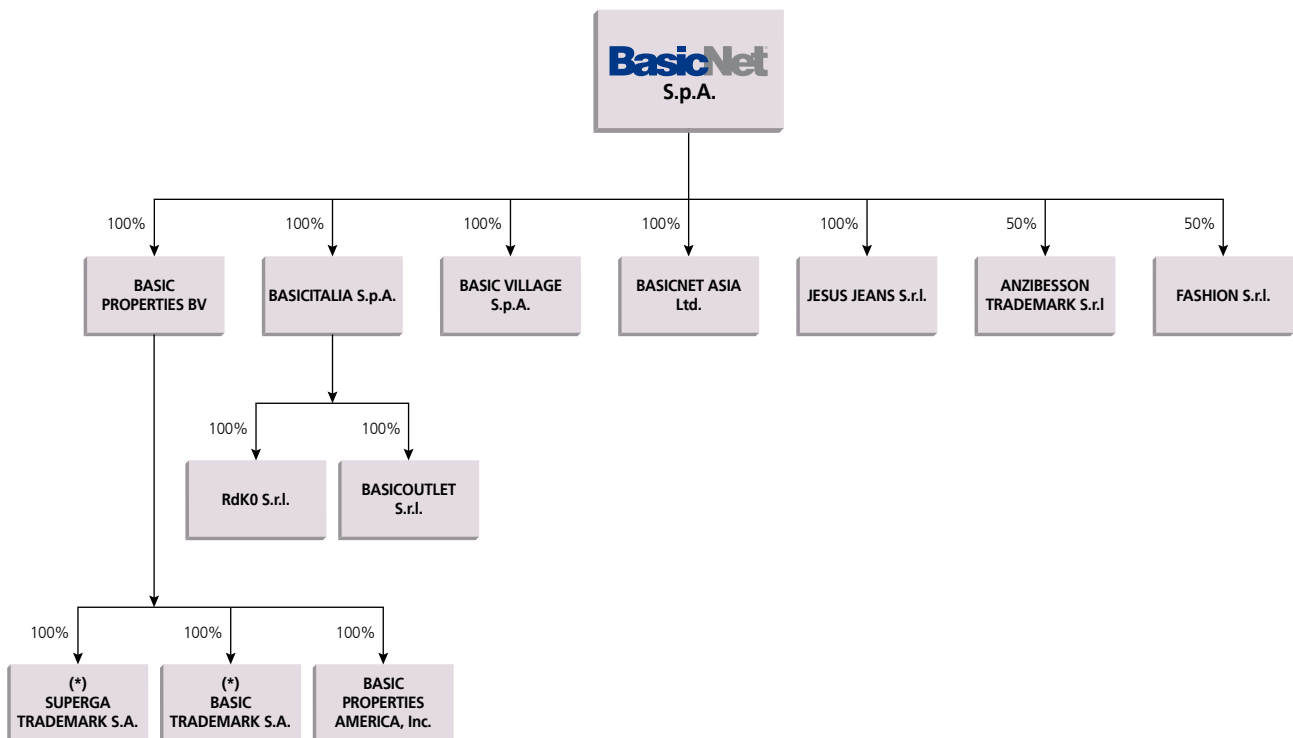 BasicNet
S.p.A.
100%
100%
100%
100%
100%
50%
50%
BASIC
PROPERTIES BV
BASICITALIA S.p.A.
BASIC VILLAGE
S.p.A.
BASICNET ASIA
Ltd.
JESUS JEANS S.r.l.
ANZIBESSON
TRADEMARK S.r.l
FASHION S.r.l.
100%
100%
RdK0 S.r.l.
BASICOUTLET
S.r.l.
100%
100%
100%
(*)
SUPERGA
TRADEMARK S.A.
(*)
BASIC
TRADEMARK S.A.
BASIC
PROPERTIES
AMERICA, Inc.